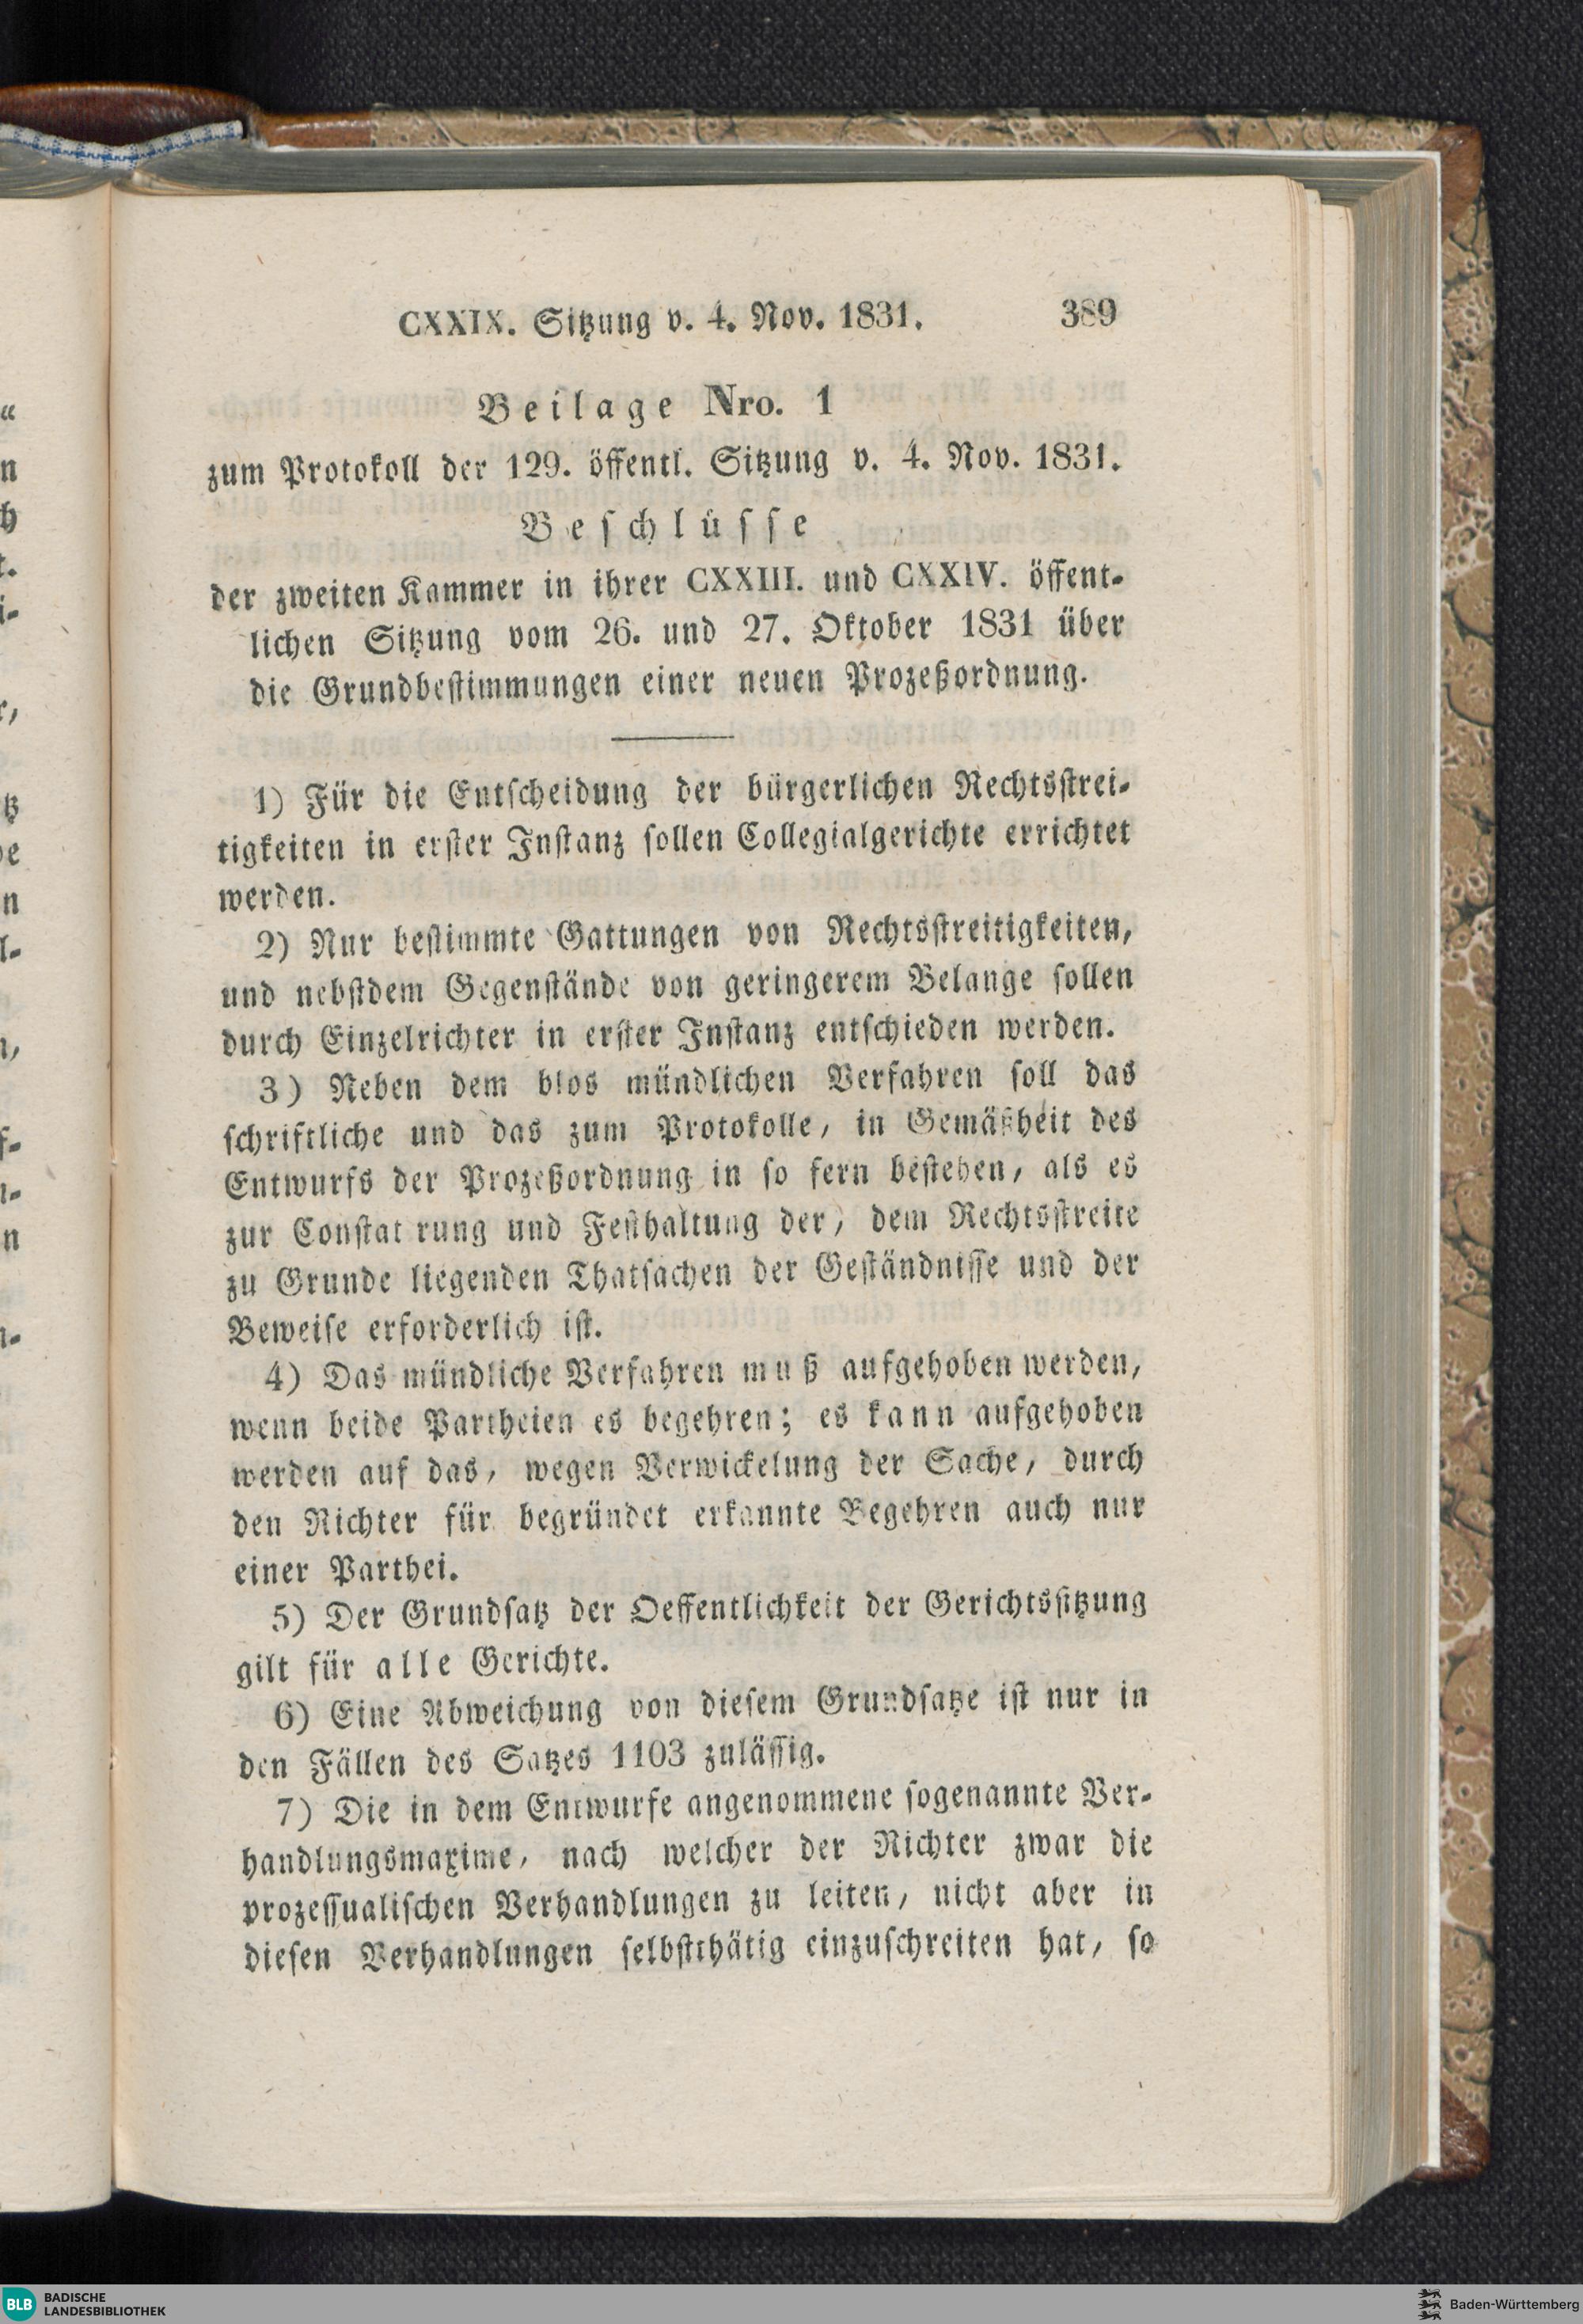 CXXIX. Sitzung v. 4. Nov. 1831. 389
Beilage Nro. 1
zum Protokoll der 129. öffentl. Sitzung v. 4. Nov. 1831.
Beschlüsse
der zweiten Kammer in ihrer CXXIII. und CXXIV. öffent-
lichen Sitzung vom 26. und 27. Oktober 1831 über
die Grundbestimmungen einer neuen Prozeßordnung.
1) Für die Entscheidung der bürgerlichen Rechtsstrei-
tigkeiten in erster Instanz sollen Collegialgerichte errichtet
werden.
2) Nur bestimmte Gattungen von Rechtsstreitigkeiten,
und nebstdem Gegenstände von geringerem Belange sollen
durch Einzelrichter in erster Instanz entschieden werden.
3) Neben dem blos mündlichen Verfahren soll das
schriftliche und das zum Protokolle, in Gemäßheit des
Entwurfs der Prozeßordnung in so fern bestehen, als es
zur Constat rung und Festhaltung der, dem Rechtsstreite
zu Grunde liegenden Thatsachen der Geständnisse und der
Beweise erforderlich ist.
4) Das mündliche Verfahren muß aufgehoben werden,
wenn beide Partheien es begehren; es kann aufgehoben
werden auf das, wegen Verwickelung der Sache, durch
den Richter für begründet erkannte Begehren auch nur
einer Parthei.
5) Der Grundsatz der Oeffentlichkeit der Gerichtssitzung
gilt für alle Gerichte.
6) Eine Abweichung von diesem Grundsatze ist nur in
den Fällen des Satzes 1103 zulässig.
7) Die in dem Entwurfe angenommene sogenannte Ver-
handlungsmaxime, nach welcher der Richter zwar die
prozessualischen Verhandlungen zu leiten, nicht aber in
diesen Verhandlungen selbstthätig einzuschreiten hat, so
BLB BADISCHE
LANDESBIBLIOTHEK
Baden-Württemberg